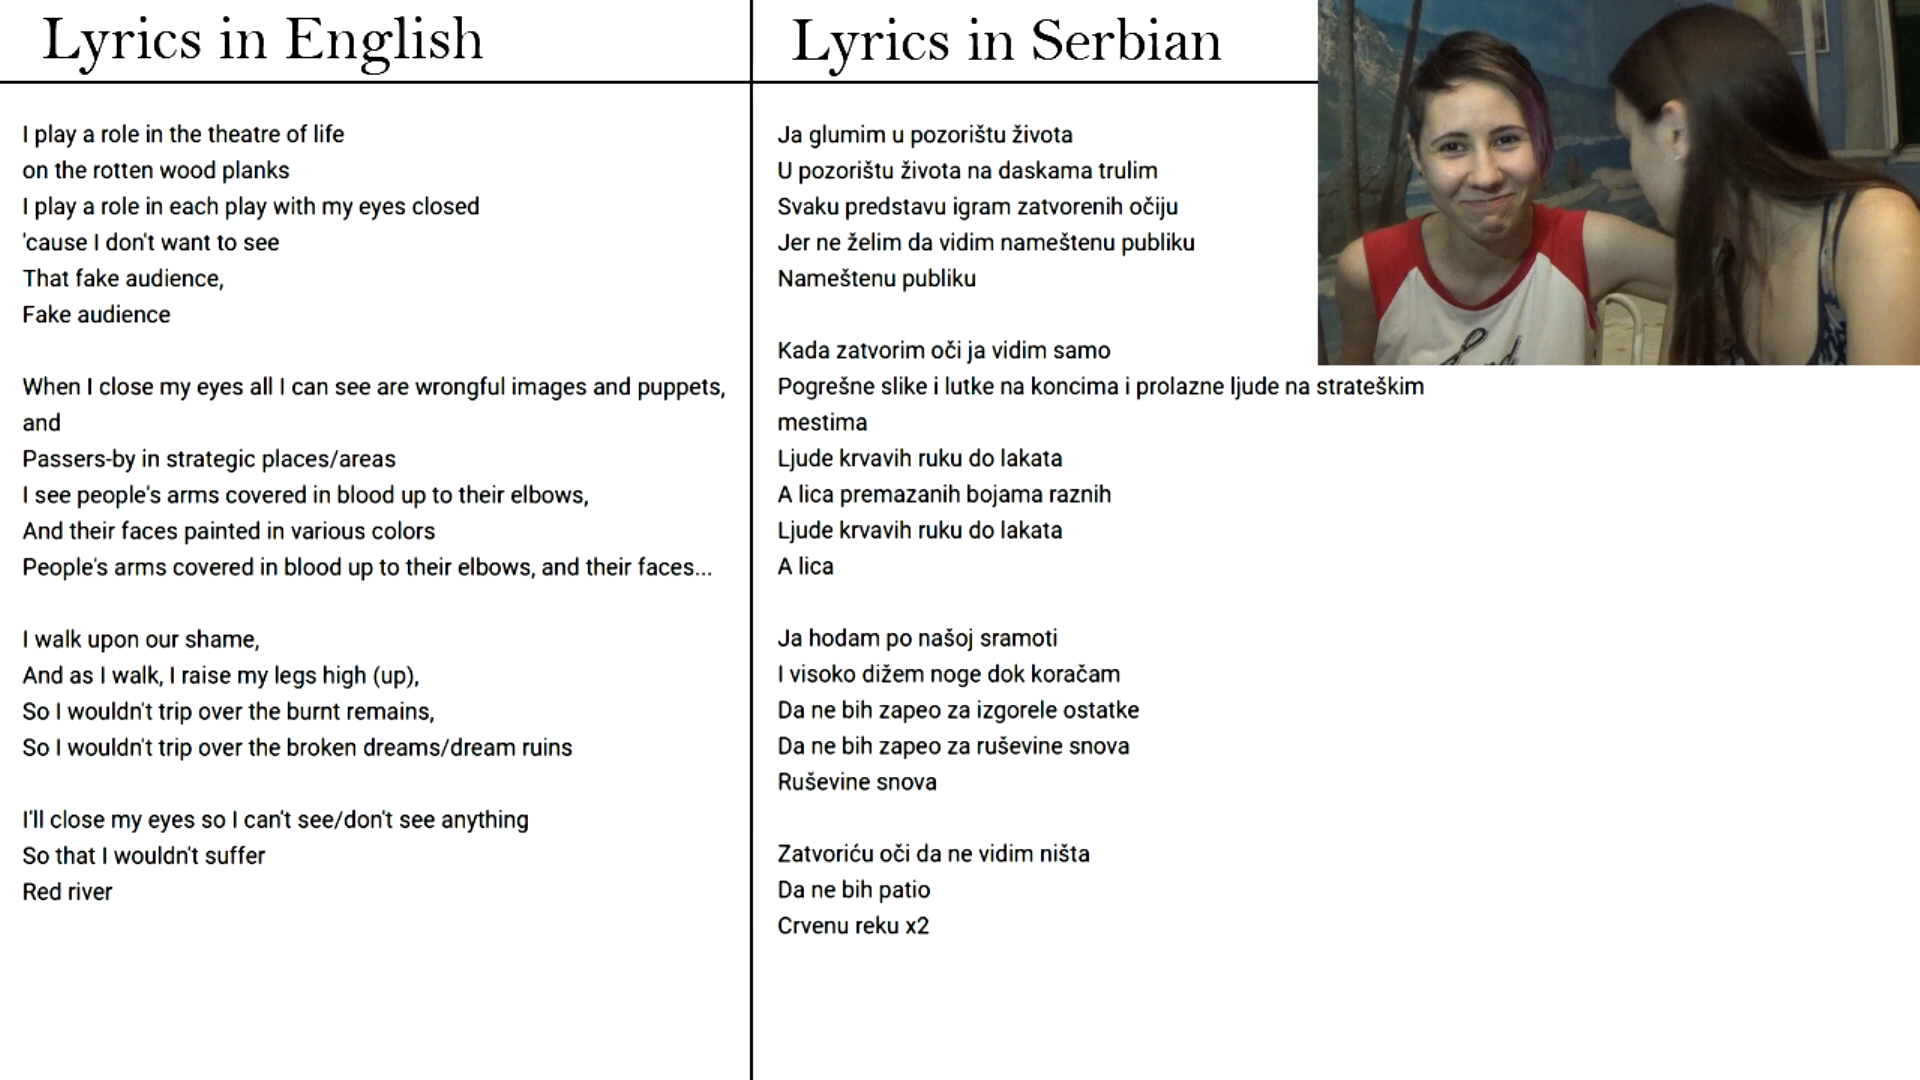 Lyrics in English
I play a role in the theatre of life
on the rotten wood planks
I play a role in each play with my eyes closed
'cause I don't want to see
That fake audience,
Fake audience
When I close my eyes all I can see are wrongful images and puppets,
and
Passers-by in strategic places/areas
I see people's arms covered in blood up to their elbows,
And their faces painted in various colors
People's arms covered in blood up to their elbows, and their faces...
I walk upon our shame,
And as I walk, I raise my legs high (up),
So I wouldn't trip over the burnt remains,
So I wouldn't trip over the broken dreams/dream ruins
I'll close my eyes so I can't see/don't see anything
So that I wouldn't suffer
Red river
Lyrics in Serbian
Ja glumim u pozorištu života
U pozorištu života na daskama trulim
Svaku predstavu igram zatvorenih očiju
Jer ne želim da vidim nameštenu publiku
Nameštenu publiku
Kada zatvorim oči ja vidim samo
Pogrešne slike i lutke na koncima i prolazne ljude na strateškim
mestima
Ljude krvavih ruku do lakata
A lica premazanih bojama raznih
Ljude krvavih ruku do lakata
A lica
Ja hodam po našoj sramoti
I visoko dižem noge dok koračam
Da ne bih zapeo za izgorele ostatke
Da ne bih zapeo za ruševine snova
Ruševine snova
Zatvoriću oči da ne vidim ništa
Da ne bih patio
Crvenu reku x2